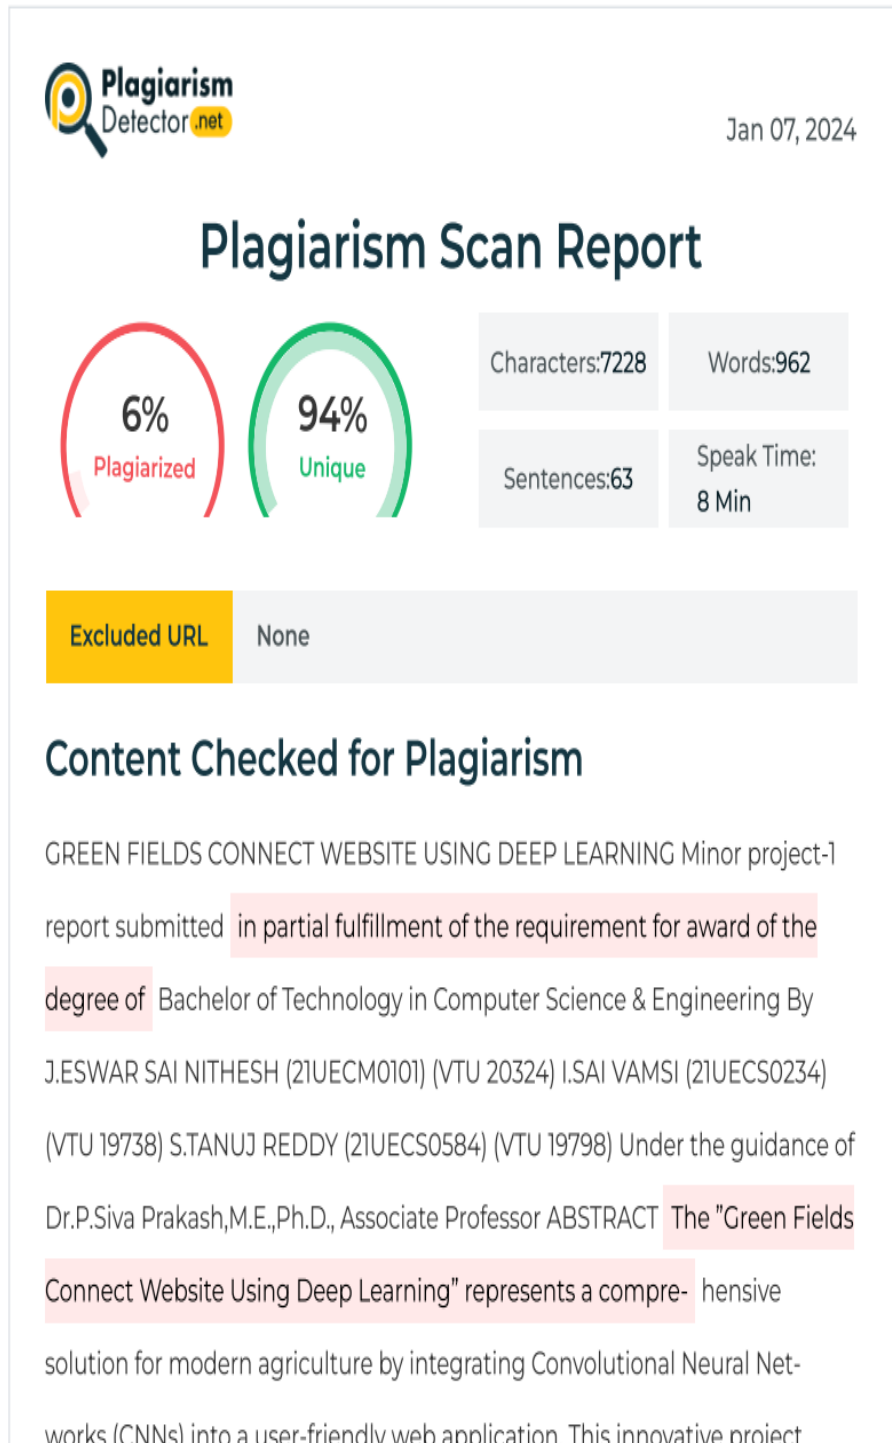 Plagiarism
Detector.net
Jan 07, 2024
Plagiarism Scan Report
6%
Plagiarized
94%
Unique
Characters:7228
Words:962
Sentences:63
Speak Time:
8 Min
Excluded URL
None
Content Checked for Plagiarism
GREEN FIELDS CONNECT WEBSITE USING DEEP LEARNING Minor project-1
report submitted in partial fulfillment of the requirement for award of the
degree of Bachelor of Technology in Computer Science & Engineering By
J.ESWAR SAI NITHESH (21UECM0101) (VTU 20324) I.SAI VAMSI (21UECS0234)
(VTU 19738) S.TANUJ REDDY (21UECS0584) (VTU 19798) Under the guidance of
Dr.P.Siva Prakash,M.E.,Ph.D., Associate Professor ABSTRACT The ”Green Fields
Connect Website Using Deep Learning” represents a compre- hensive
solution for modern agriculture by integrating Convolutional Neural Net-
works (CNNs) into a user-friendly web application. This innovative project